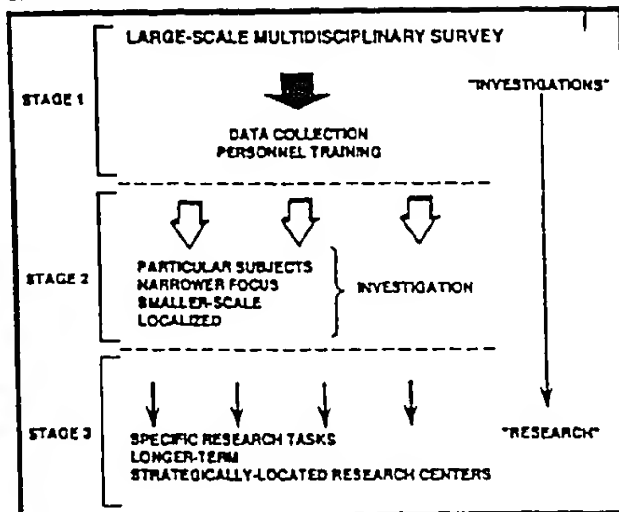 LARGE-SCALE MULTIDISCIPLINARY SURVEY
STAGE 1
"INVESTIGATIONS"
DATA COLLECTION
PERSONNEL TRAINING
STAGE 2
PARTICULAR SUBJECTS
NARROWER FOCUS
SMALLER-SCALE
LOCALIZED
INVESTIGATION
STAGE 3
"RESEARCH"
SPECIFIC RESEARCH TASKS
LONGER-TERM
STRATEGICALLY-LOCATED RESEARCH CENTERS